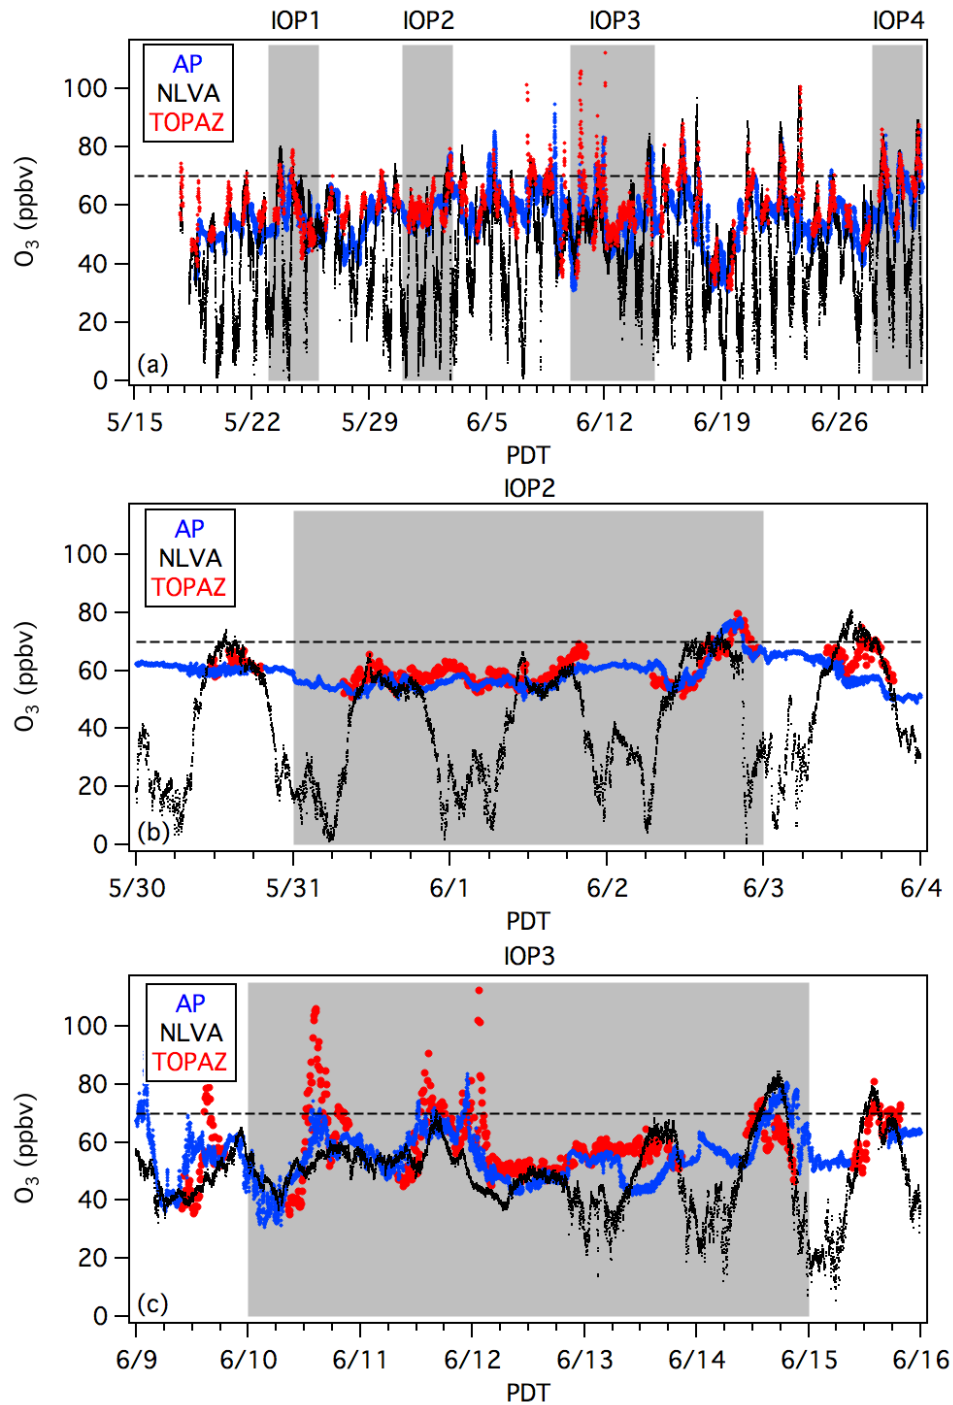 IOP1 IOP2 IOP3 IOP4
AP
NLVA
TOPAZ
O3 (ppbv)
100
80
60
40
20
0
(a)
5/15 5/22 5/29 6/5 6/12 6/19 6/26
PDT
IOP2
AP
NLVA
TOPAZ
O3 (ppbv)
100
80
60
40
20
0
(b)
5/30 5/31 6/1 6/2 6/3 6/4
PDT
IOP3
AP
NLVA
TOPAZ
O3 (ppbv)
100
80
60
40
20
0
(c)
6/9 6/10 6/11 6/12 6/13 6/14 6/15 6/16
PDT